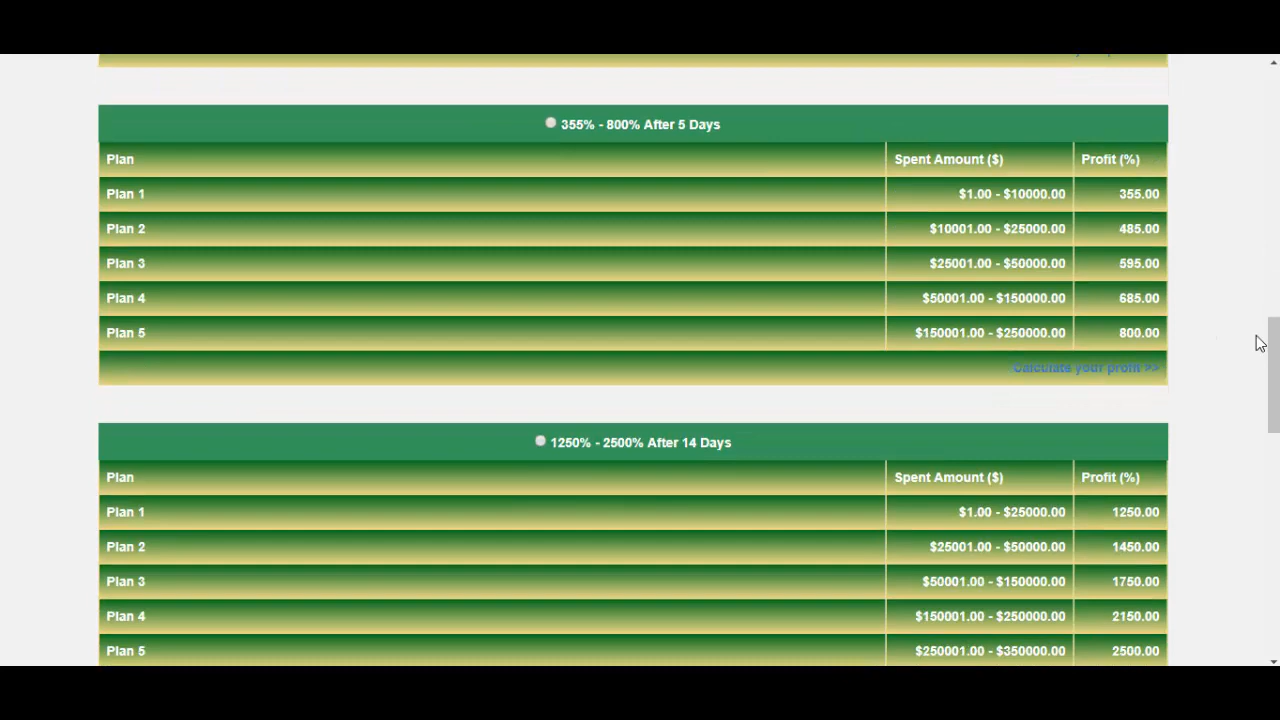 355% - 800% After 5 Days
Plan Spent Amount ($) Profit (%)
Plan 1 $1.00 - $10000.00 355.00
Plan 2 $10001.00 - $25000.00 485.00
Plan 3 $25001.00 - $50000.00 595.00
Plan 4 $50001.00 - $150000.00 685.00
Plan 5 $150001.00 - $250000.00 800.00
Calculate your profit >>
1250% - 2500% After 14 Days
Plan Spent Amount ($) Profit (%)
Plan 1 $1.00 - $25000.00 1250.00
Plan 2 $25001.00 - $50000.00 1450.00
Plan 3 $50001.00 - $150000.00 1750.00
Plan 4 $150001.00 - $250000.00 2150.00
Plan 5 $250001.00 - $350000.00 2500.00